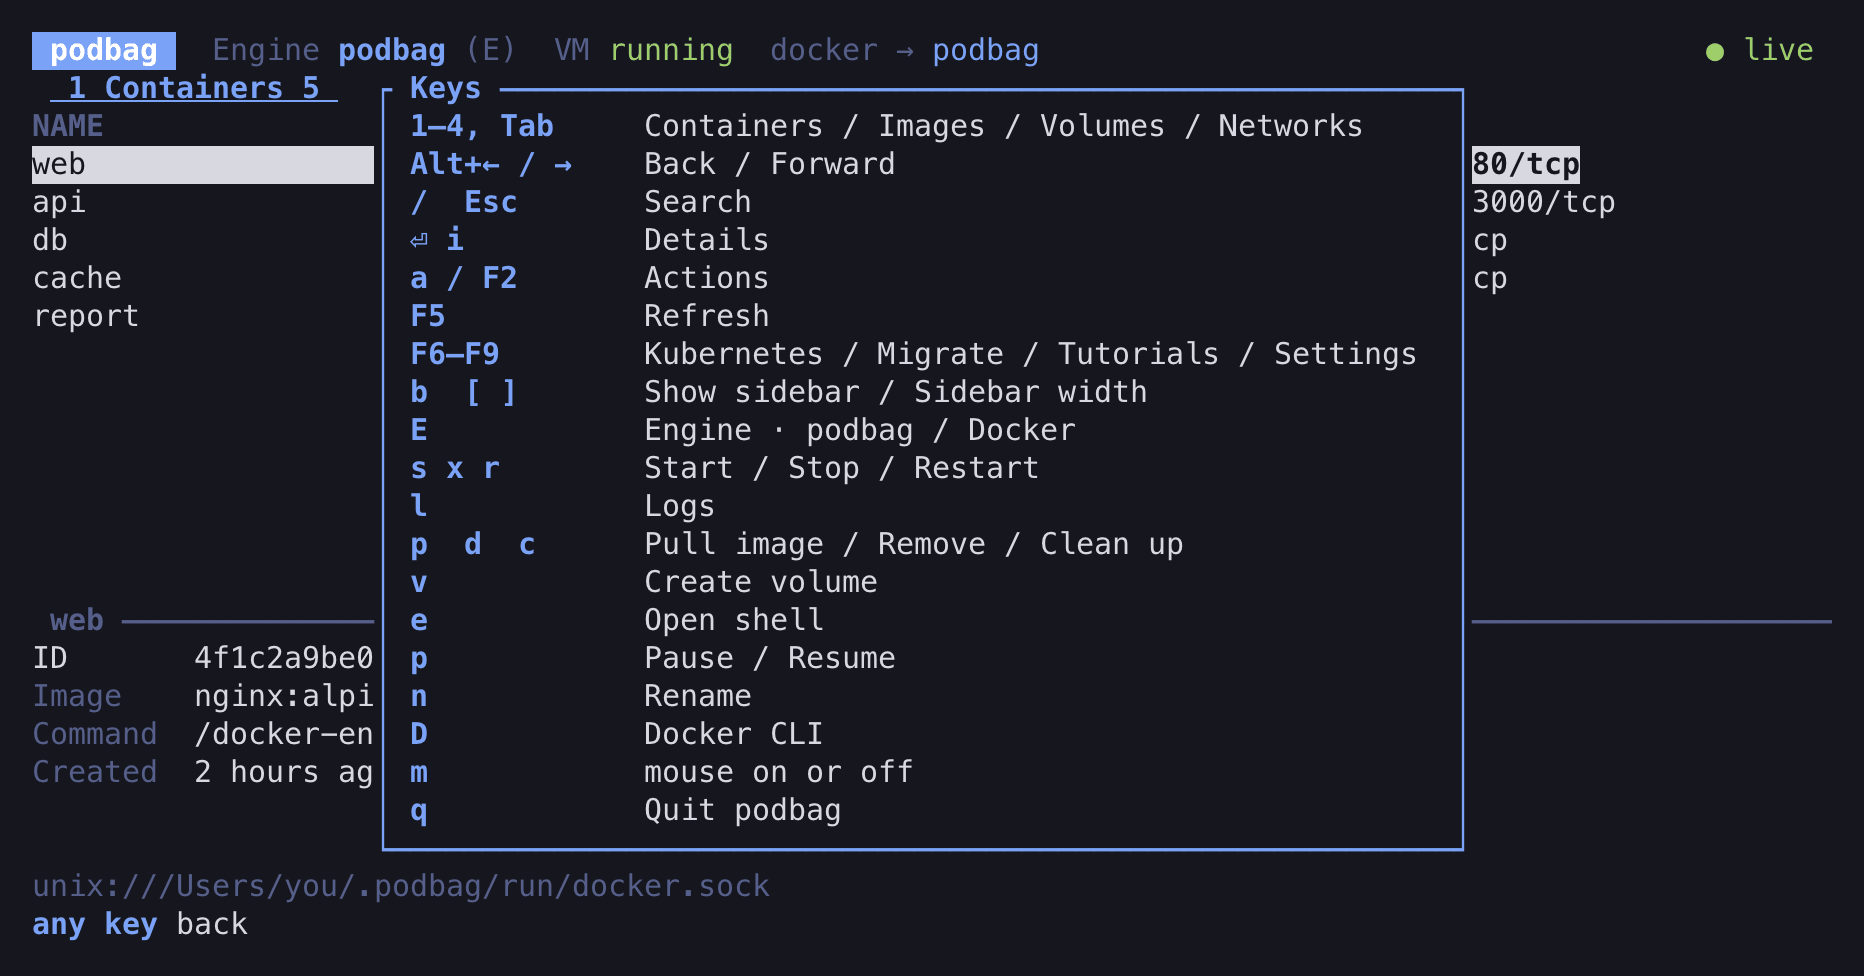 podbag Engine podbag (E) VM running docker → podbag ● live
1 Containers 5 Keys
NAME 1–4, Tab Containers / Images / Volumes / Networks
web Alt+← / → Back / Forward 80/tcp
api / Esc Search 3000/tcp
db ⏎ i Details cp
cache a / F2 Actions cp
report F5 Refresh
F6–F9 Kubernetes / Migrate / Tutorials / Settings
b [ ] Show sidebar / Sidebar width
E Engine · podbag / Docker
s x r Start / Stop / Restart
l Logs
p d c Pull image / Remove / Clean up
v Create volume
web e Open shell
ID 4f1c2a9be0 p Pause / Resume
Image nginx:alpi n Rename
Command /docker-en D Docker CLI
Created 2 hours ag m mouse on or off
q Quit podbag
unix:///Users/you/.podbag/run/docker.sock
any key back